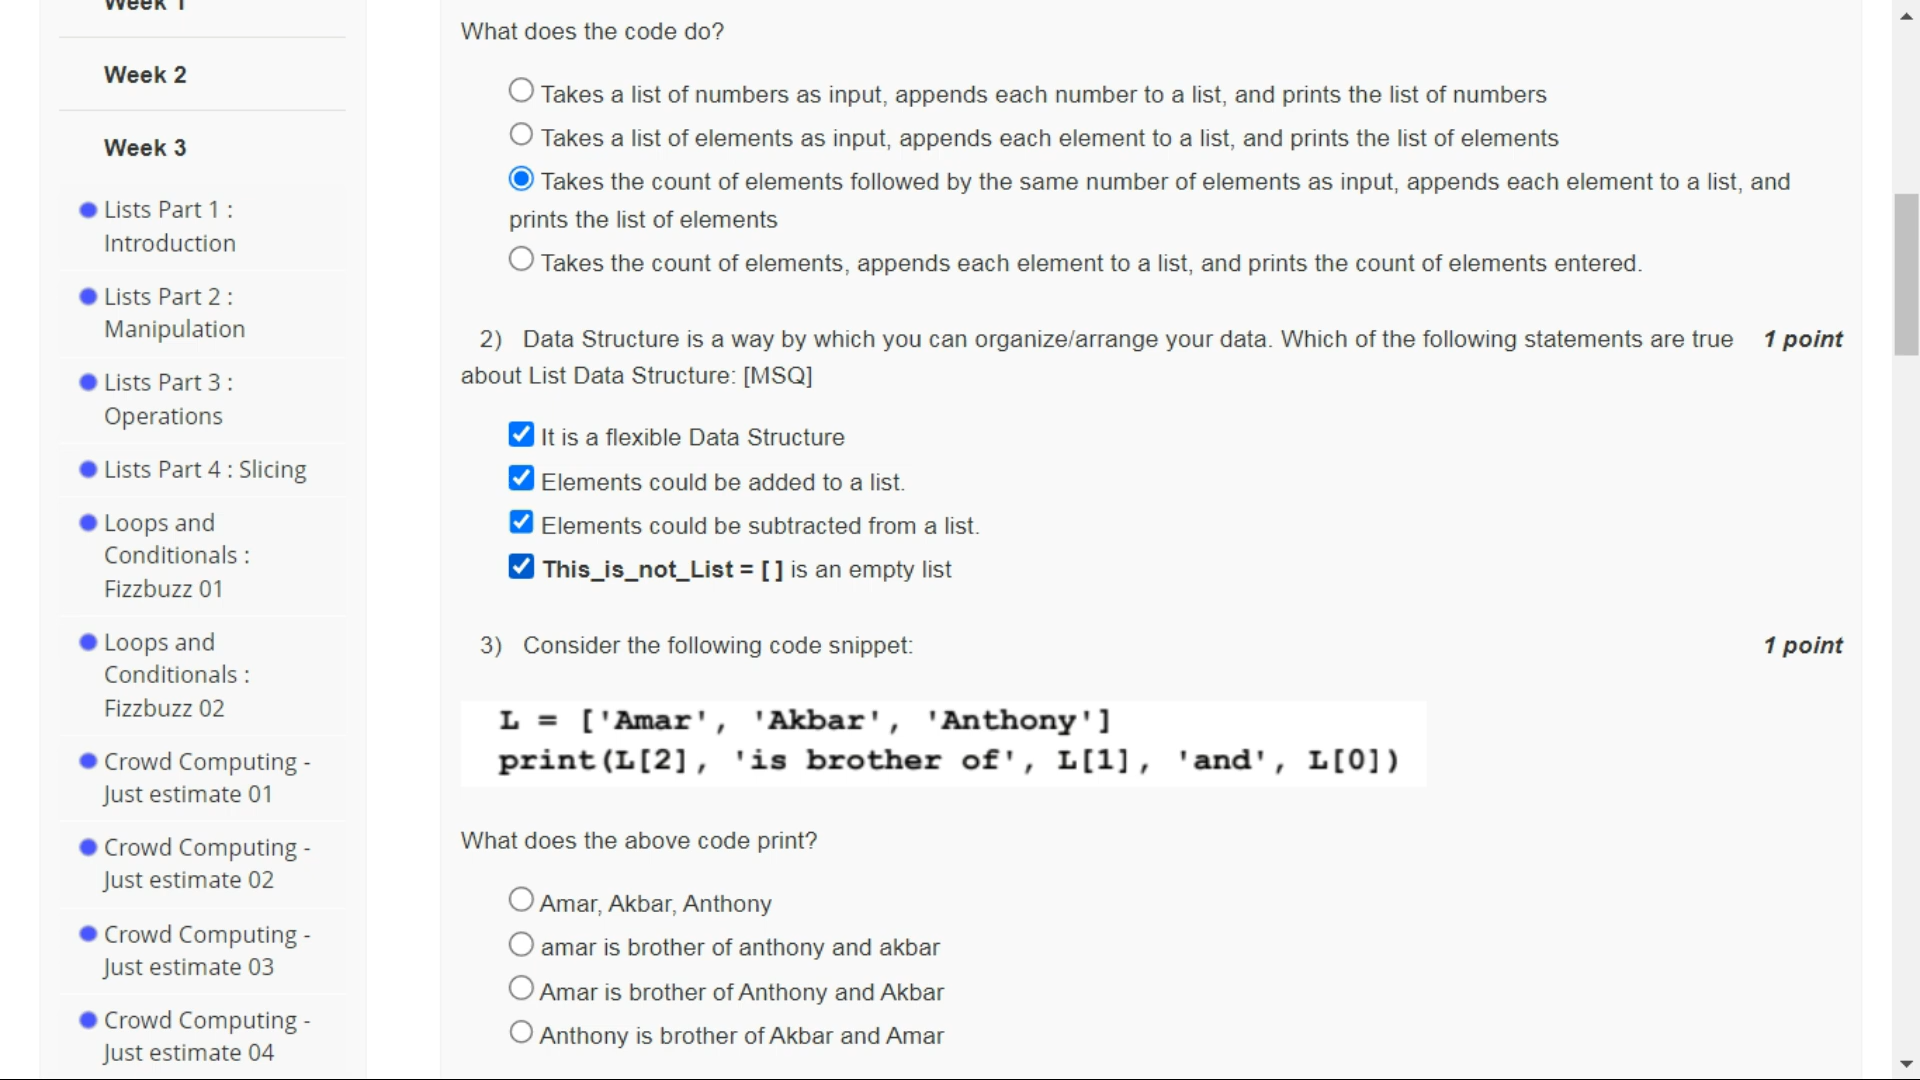 Week 1
Week 2
Week 3
Lists Part 1 :
Introduction
Lists Part 2 :
Manipulation
Lists Part 3 :
Operations
Lists Part 4 : Slicing
Loops and
Conditionals :
Fizzbuzz 01
Loops and
Conditionals :
Fizzbuzz 02
Crowd Computing -
Just estimate 01
Crowd Computing -
Just estimate 02
Crowd Computing -
Just estimate 03
Crowd Computing -
Just estimate 04
What does the code do?
Takes a list of numbers as input, appends each number to a list, and prints the list of numbers
Takes a list of elements as input, appends each element to a list, and prints the list of elements
Takes the count of elements followed by the same number of elements as input, appends each element to a list, and
prints the list of elements
Takes the count of elements, appends each element to a list, and prints the count of elements entered.
2) Data Structure is a way by which you can organize/arrange your data. Which of the following statements are true 1 point
about List Data Structure: [MSQ]
It is a flexible Data Structure
Elements could be added to a list.
Elements could be subtracted from a list.
This_is_not_List = [ ] is an empty list
3) Consider the following code snippet: 1 point
L = ['Amar', 'Akbar', 'Anthony']
print(L[2], 'is brother of', L[1], 'and', L[0])
What does the above code print?
Amar, Akbar, Anthony
amar is brother of anthony and akbar
Amar is brother of Anthony and Akbar
Anthony is brother of Akbar and Amar